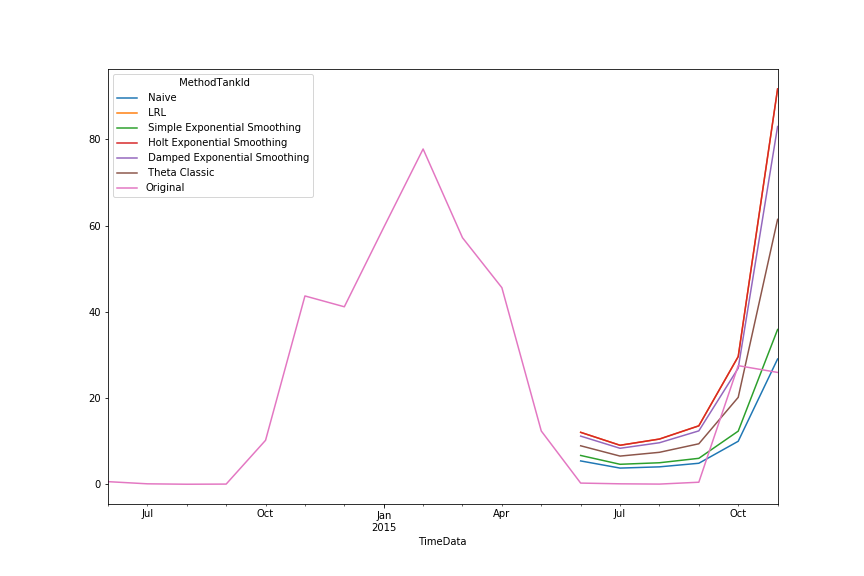 MethodTankId
Naive
LRL
Simple Exponential Smoothing
Holt Exponential Smoothing
Damped Exponential Smoothing
Theta Classic
Original
80
60
40
20
0
Jul Oct Jan Apr Jul Oct
2015
TimeData